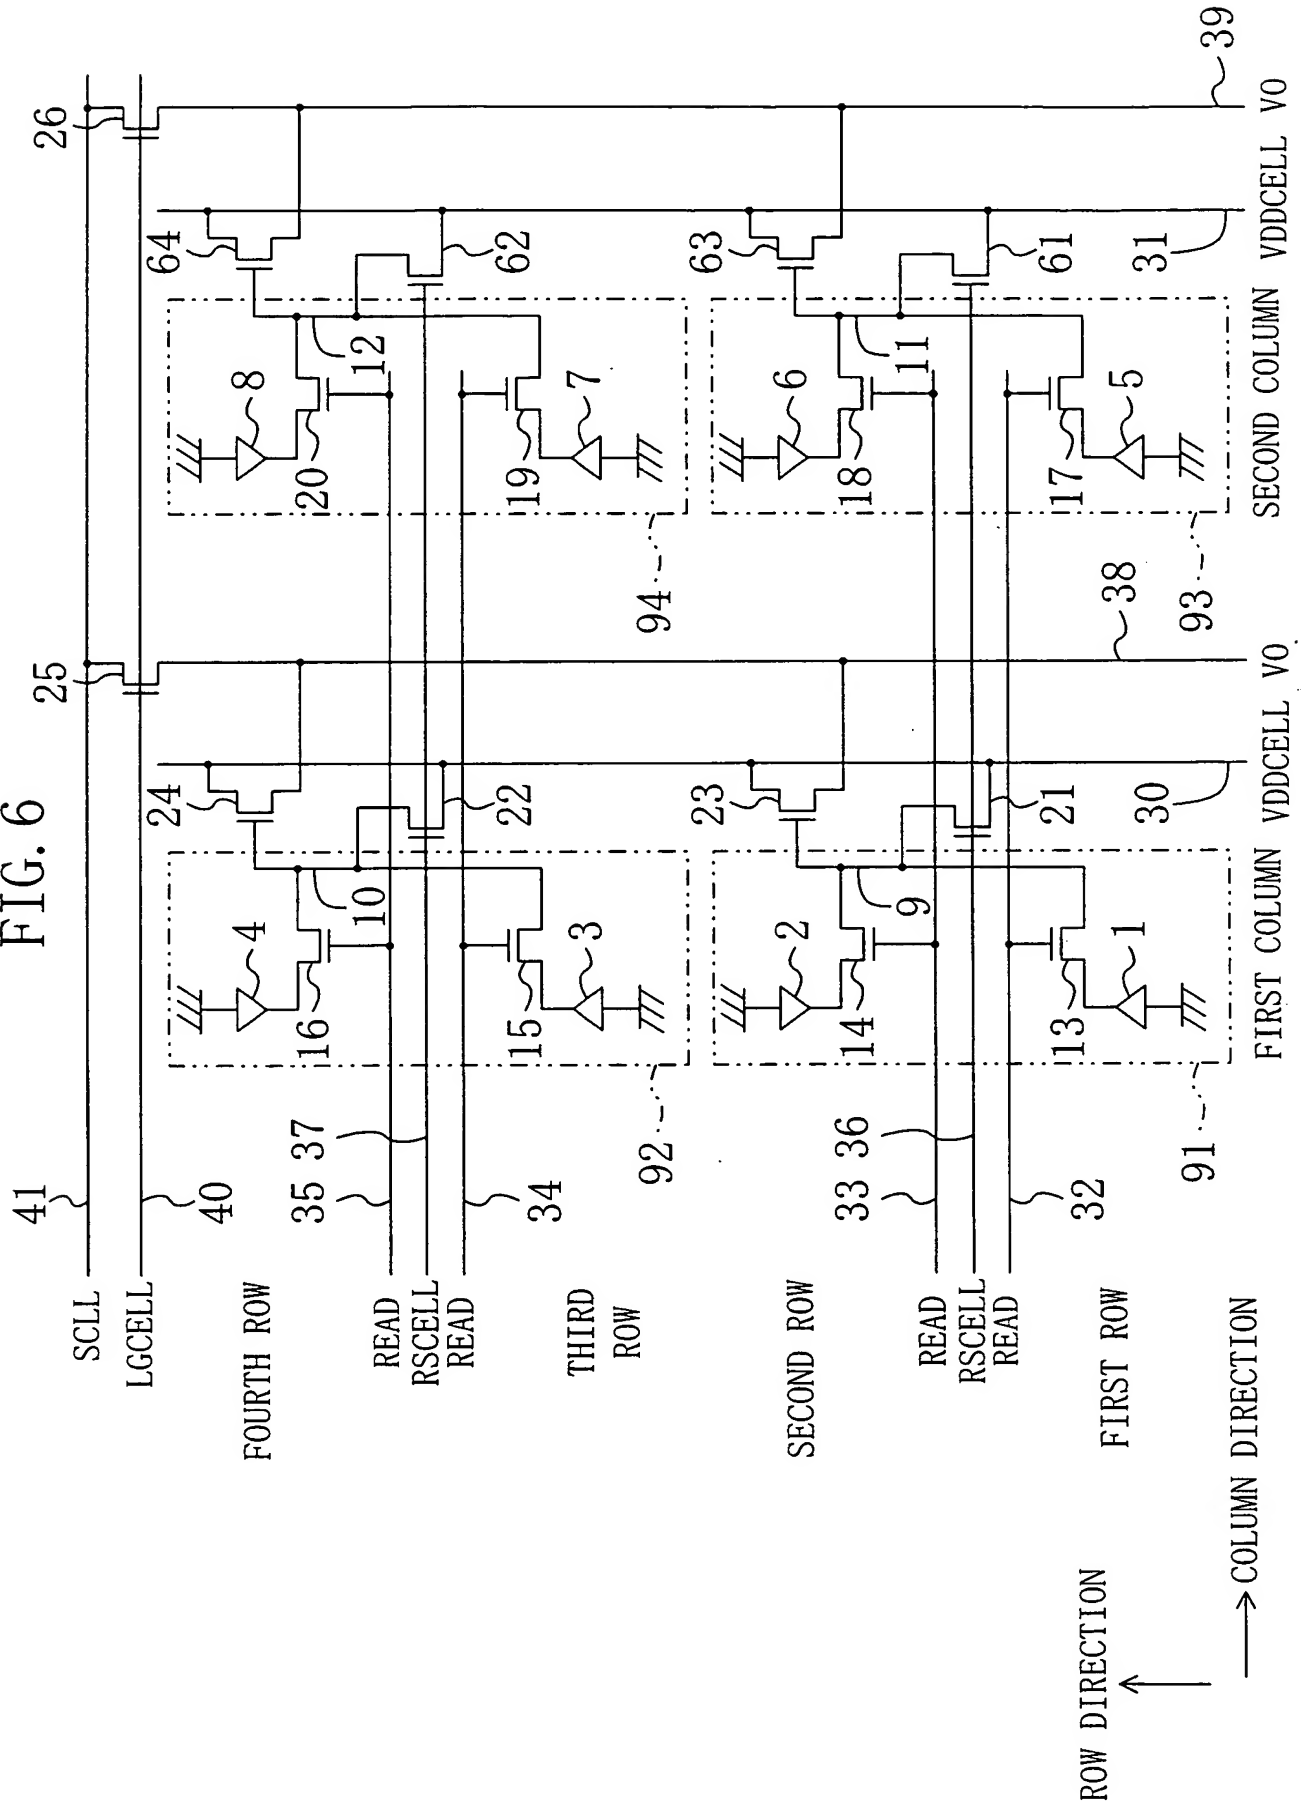 FIG. 6
41
SCLL
40
LGCELL
25
26
FOURTH ROW
4
16
10
24
8
20
12
64
35
READ
37
RSCELL
22
62
34
READ
THIRD
ROW
15
3
19
7
92
94
SECOND ROW
2
14
9
23
6
18
11
63
33
READ
36
RSCELL
21
61
32
READ
FIRST ROW
13
1
17
5
91
93
30
38
31
39
FIRST COLUMN
VDDCELL
VO
SECOND COLUMN
VDDCELL
VO
ROW DIRECTION
COLUMN DIRECTION